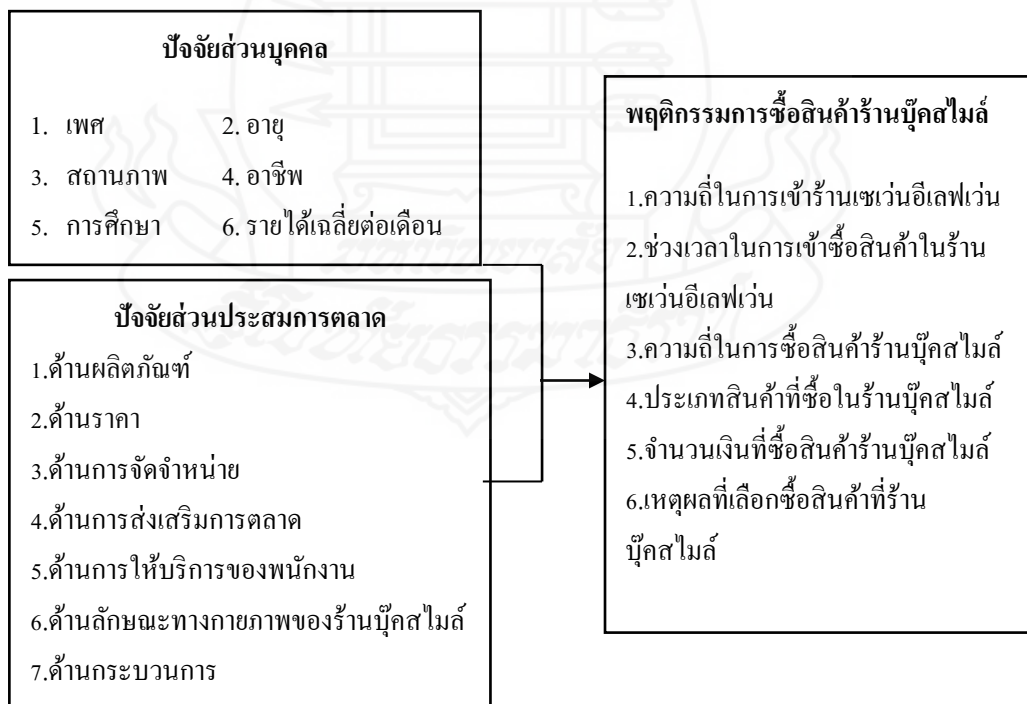 ปัจจัยส่วนบุคคล
1. เพศ 2. อายุ
3. สถานภาพ 4. อาชีพ
5. การศึกษา 6. รายได้เฉลี่ยต่อเดือน
ปัจจัยส่วนประสมการตลาด
1.ด้านผลิตภัณฑ์
2.ด้านราคา
3.ด้านการจัดจำหน่าย
4.ด้านการส่งเสริมการตลาด
5.ด้านการให้บริการของพนักงาน
6.ด้านลักษณะทางกายภาพของร้านบุ๊คสไมล์
7.ด้านกระบวนการ
พฤติกรรมการซื้อสินค้าร้านบุ๊คสไมล์
1.ความถี่ในการเข้าร้านเซเว่นอีเลฟเว่น
2.ช่วงเวลาในการเข้าซื้อสินค้าในร้าน
เซเว่นอีเลฟเว่น
3.ความถี่ในการซื้อสินค้าร้านบุ๊คสไมล์
4.ประเภทสินค้าที่ซื้อในร้านบุ๊คสไมล์
5.จำนวนเงินที่ซื้อสินค้าร้านบุ๊คสไมล์
6.เหตุผลที่เลือกซื้อสินค้าที่ร้าน
บุ๊คสไมล์